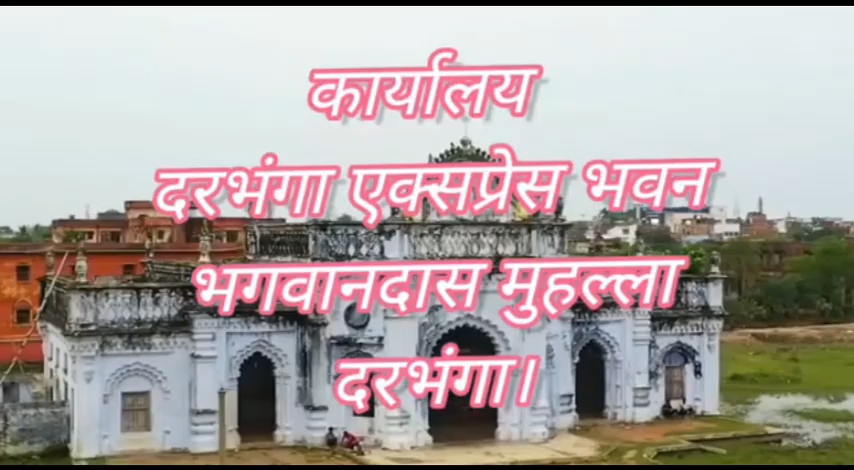 कार्यालय
दरभंगा एक्सप्रेस भवन
भगवानदास मुहल्ला
दरभंगा।